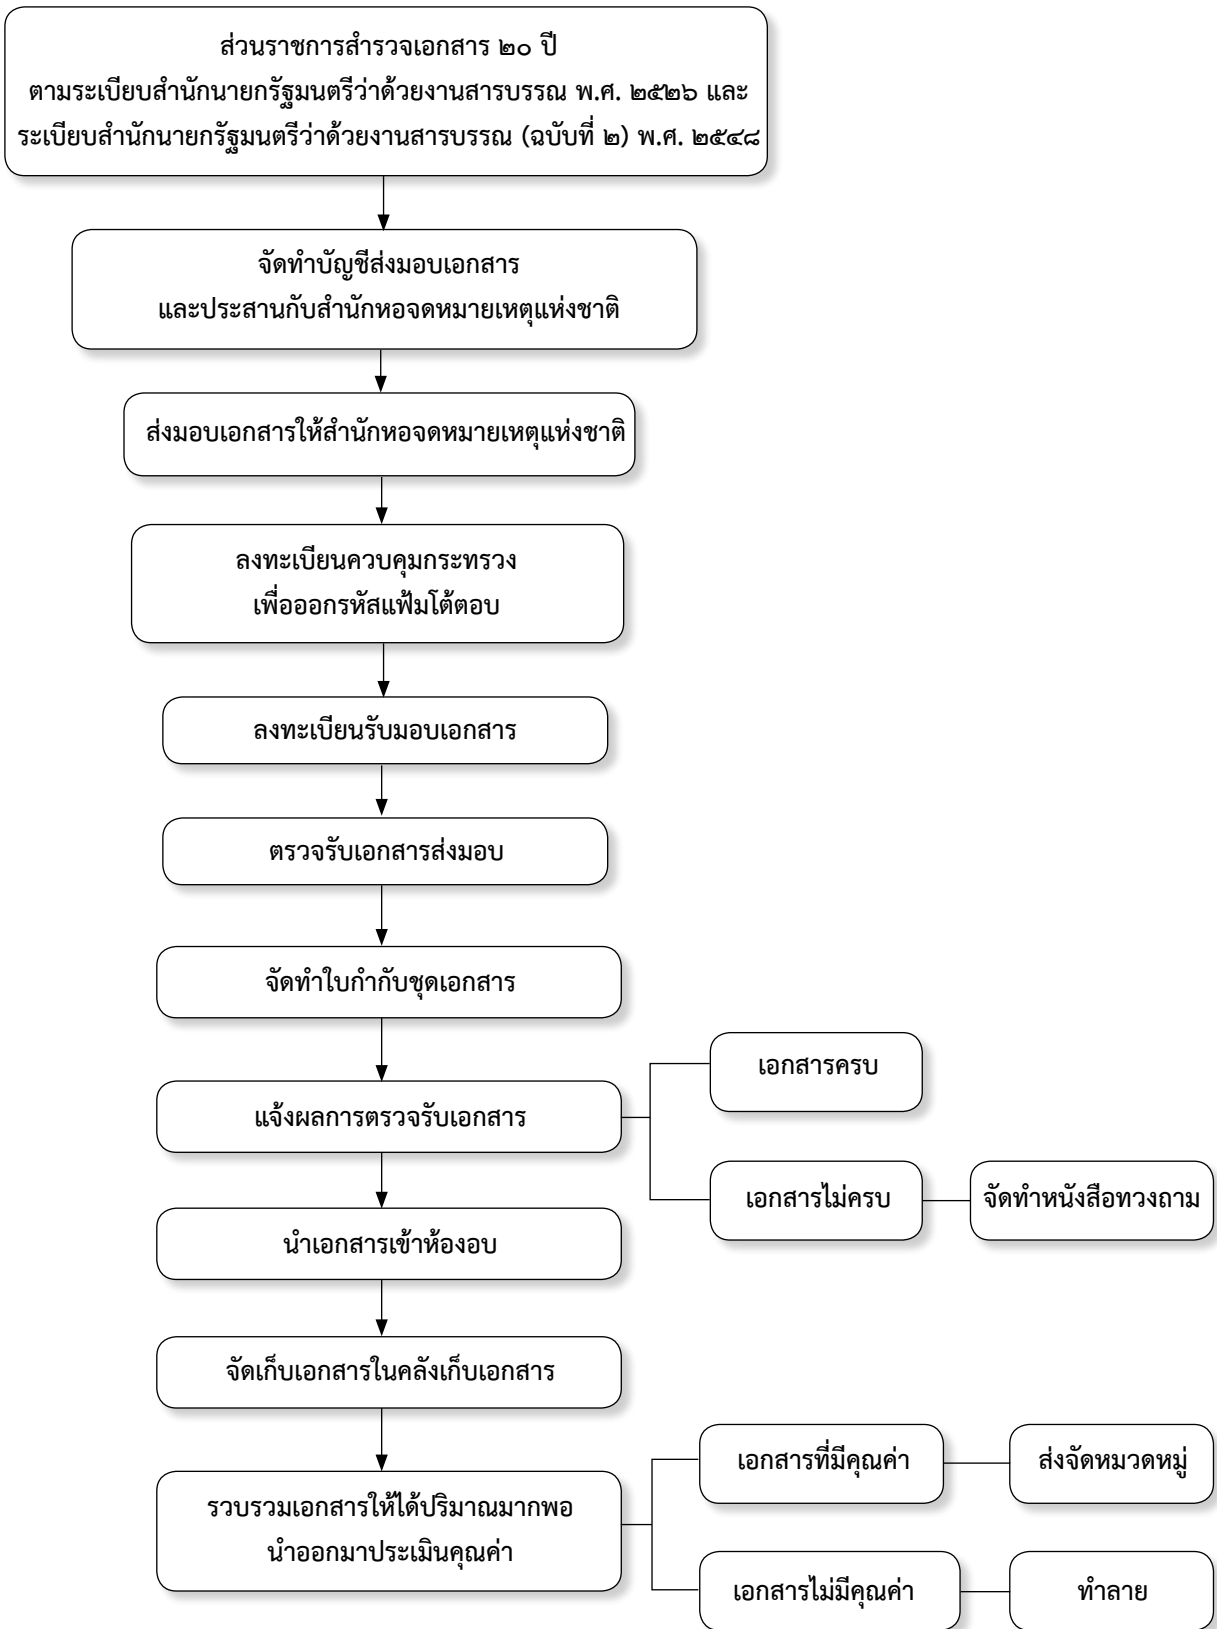 ส่วนราชการสำรวจเอกสาร ๒๐ ปี
ตามระเบียบสำนักนายกรัฐมนตรีว่าด้วยงานสารบรรณ พ.ศ. ๒๕๒๖ และ
ระเบียบสำนักนายกรัฐมนตรีว่าด้วยงานสารบรรณ (ฉบับที่ ๒) พ.ศ. ๒๕๔๘
จัดทำบัญชีส่งมอบเอกสาร
และประสานกับสำนักหอจดหมายเหตุแห่งชาติ
ส่งมอบเอกสารให้สำนักหอจดหมายเหตุแห่งชาติ
ลงทะเบียนควบคุมกระทรวง
เพื่อออกรหัสแฟ้มโต้ตอบ
ลงทะเบียนรับมอบเอกสาร
ตรวจรับเอกสารส่งมอบ
จัดทำใบกำกับชุดเอกสาร
แจ้งผลการตรวจรับเอกสาร
เอกสารครบ
เอกสารไม่ครบ
จัดทำหนังสือทวงถาม
นำเอกสารเข้าห้องอบ
จัดเก็บเอกสารในคลังเก็บเอกสาร
รวบรวมเอกสารให้ได้ปริมาณมากพอ
นำออกมาประเมินคุณค่า
เอกสารที่มีคุณค่า
ส่งจัดหมวดหมู่
เอกสารไม่มีคุณค่า
ทำลาย